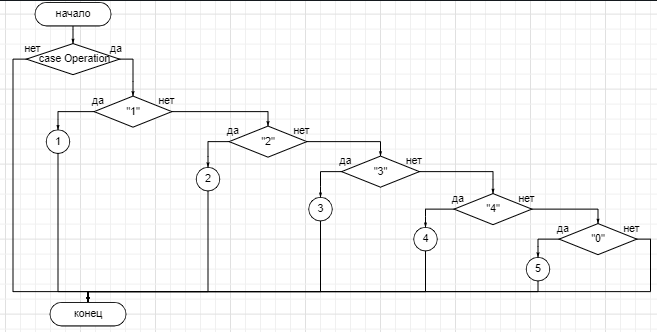 начало
нет
да
case Operation
да
"1"
нет
1
да
"2"
нет
2
да
"3"
нет
3
да
"4"
нет
4
да
"0"
нет
5
конец